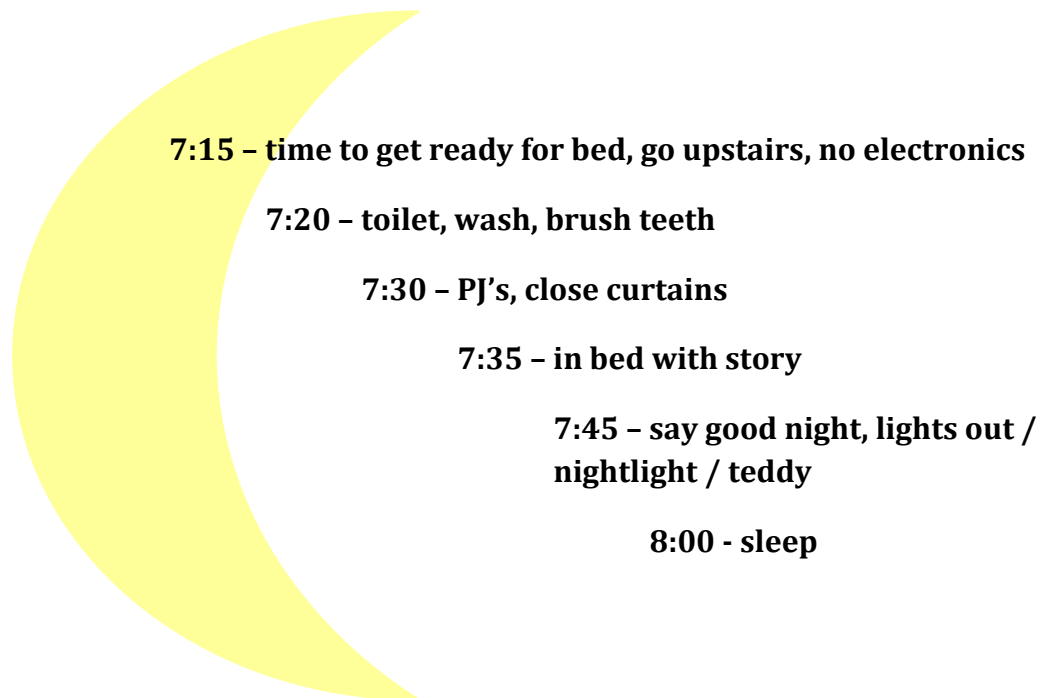 7:15 – time to get ready for bed, go upstairs, no electronics
7:20 – toilet, wash, brush teeth
7:30 – PJ’s, close curtains
7:35 – in bed with story
7:45 – say good night, lights out /
nightlight / teddy
8:00 - sleep